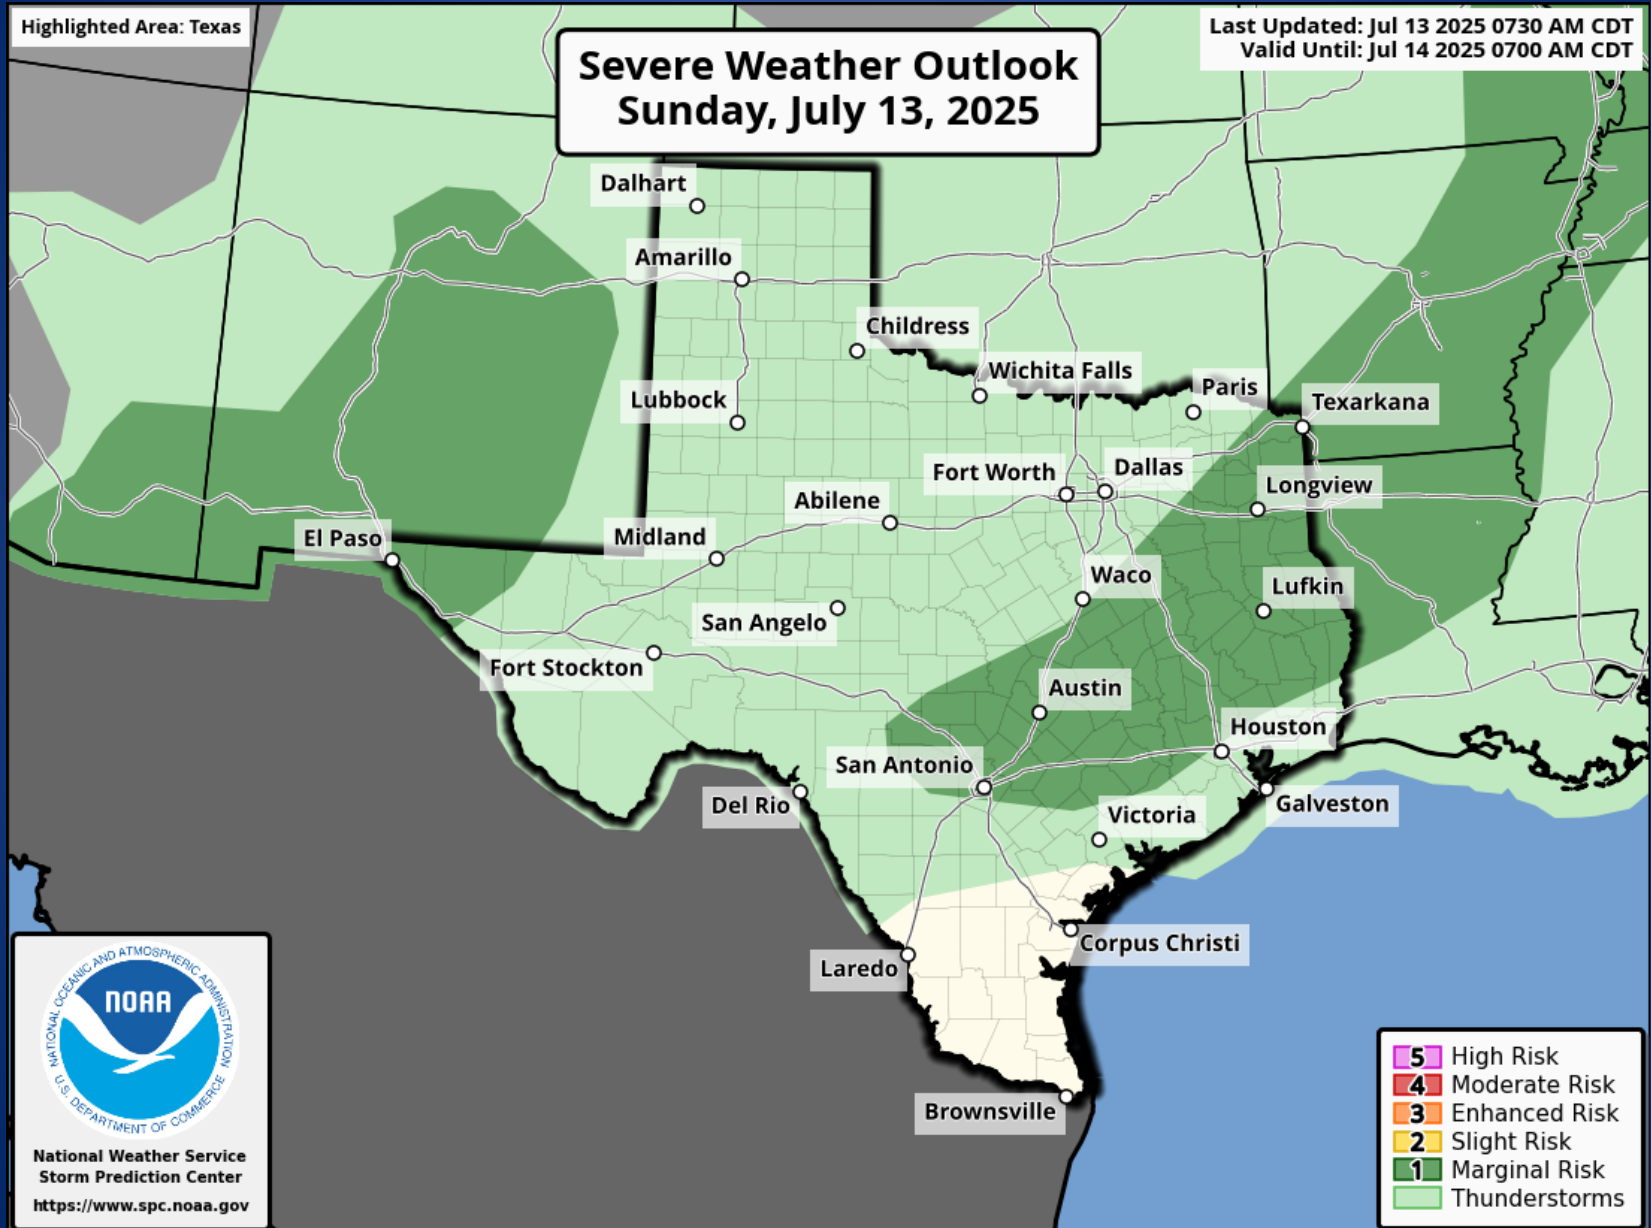 Highlighted Area: Texas
Severe Weather Outlook
Sunday, July 13, 2025
Last Updated: Jul 13 2025 0730 AM CDT
Valid Until: Jul 14 2025 0700 AM CDT
Dalhart
Amarillo
Childress
Wichita Falls
Paris
Lubbock
Texarkana
Fort Worth
Dallas
Longview
Abilene
El Paso
Midland
Waco
Lufkin
San Angelo
Fort Stockton
Austin
Houston
San Antonio
Del Rio
Galveston
Victoria
Corpus Christi
Laredo
Brownsville
NATIONAL OCEANIC AND ATMOSPHERIC ADMINISTRATION
NOAA
U.S. DEPARTMENT OF COMMERCE
National Weather Service
Storm Prediction Center
https://www.spc.noaa.gov
5 High Risk
4 Moderate Risk
3 Enhanced Risk
2 Slight Risk
1 Marginal Risk
Thunderstorms